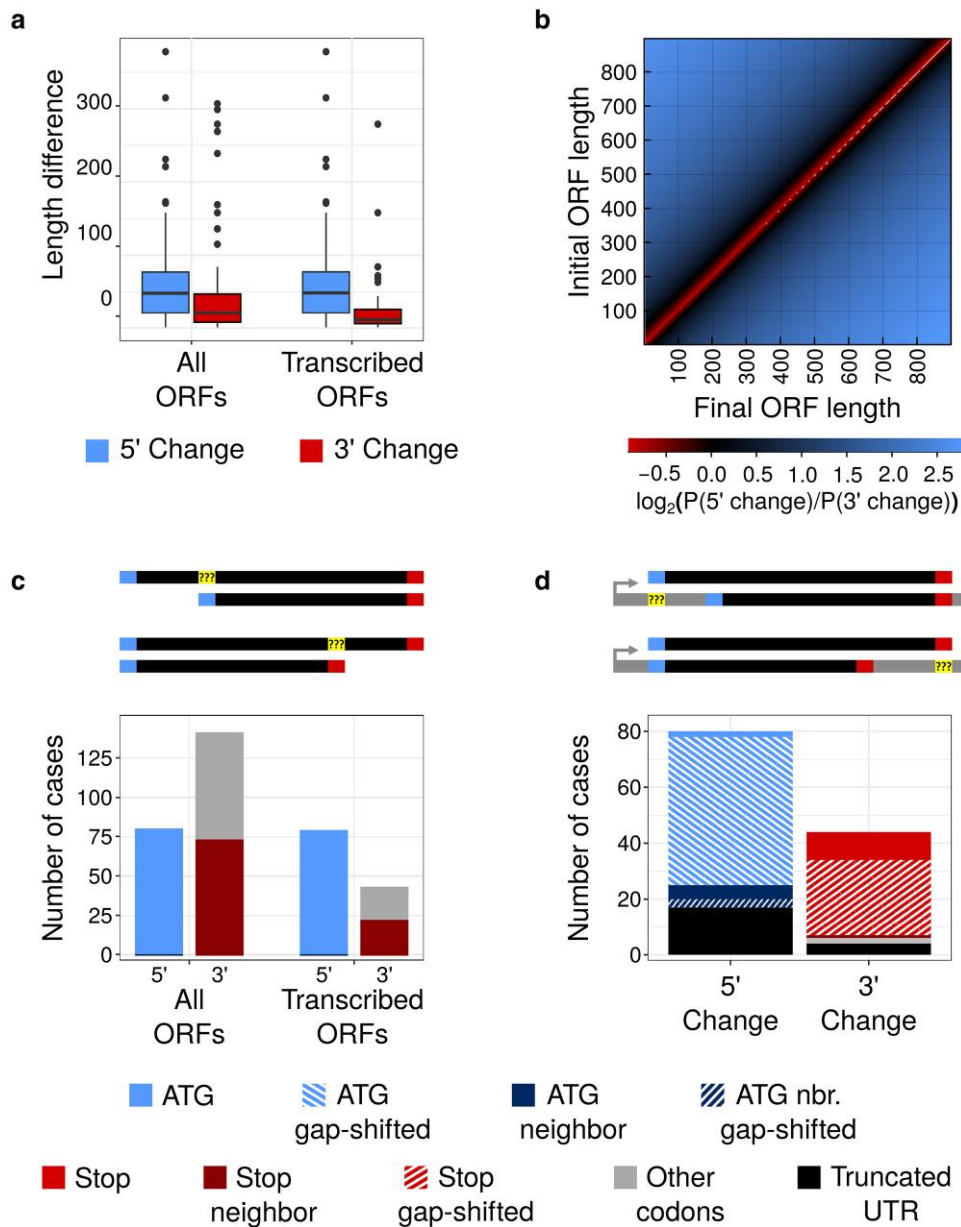 a
Length difference
300
200
100
0
All
ORFs
Transcribed
ORFs
5' Change
3' Change
b
Initial ORF length
800
700
600
500
400
300
200
100
100
200
300
400
500
600
700
800
Final ORF length
−0.5 0.0 0.5 1.0 1.5 2.0 2.5
log₂(P(5' change)/P(3' change))
c
???
???
Number of cases
125
100
75
50
25
0
5' 3' 5' 3'
All
ORFs
Transcribed
ORFs
d
???
???
Number of cases
80
60
40
20
0
5'
Change
3'
Change
ATG
ATG
gap-shifted
ATG
neighbor
ATG nbr.
gap-shifted
Stop
Stop
neighbor
Stop
gap-shifted
Other
codons
Truncated
UTR